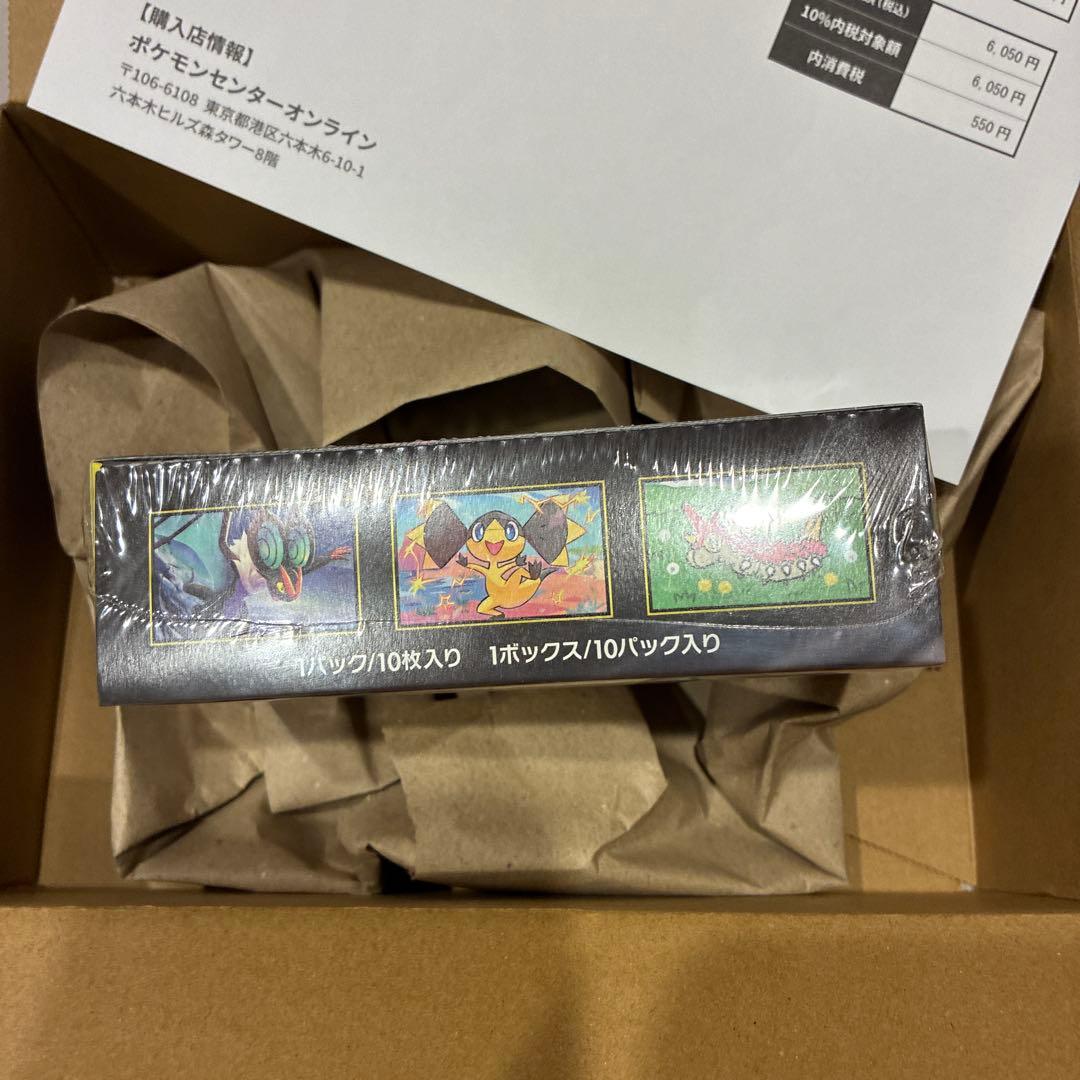 【購入店情報】
ポケモンセンターオンライン
〒106-6108 東京都港区六本木6-10-1
六本木ヒルズ森タワー8階
(税込)
6,050円
10%内税対象額
6,050円
内消費税
550円
1パック/10枚入り 1ボックス/10パック入り